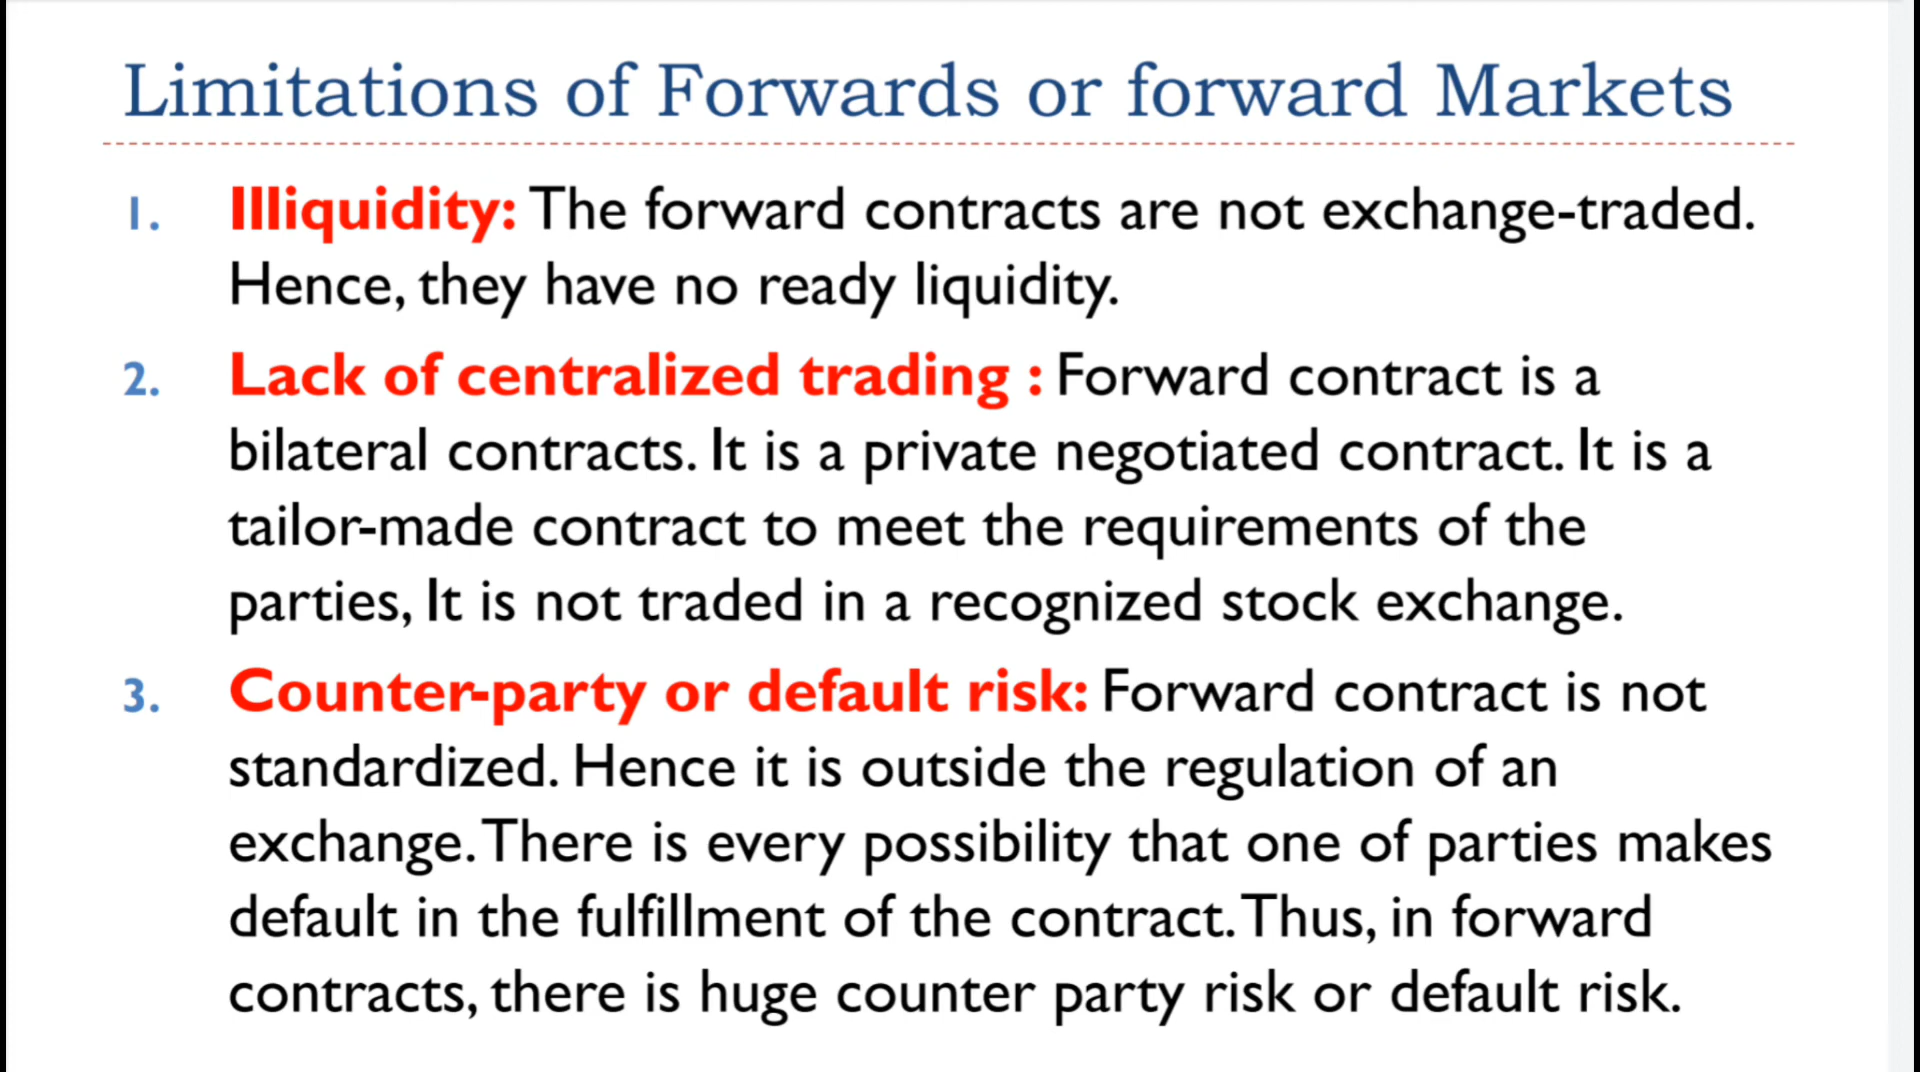 Limitations of Forwards or forward Markets
1. Illiquidity: The forward contracts are not exchange-traded.
Hence, they have no ready liquidity.
2. Lack of centralized trading : Forward contract is a
bilateral contracts. It is a private negotiated contract. It is a
tailor-made contract to meet the requirements of the
parties, It is not traded in a recognized stock exchange.
3. Counter-party or default risk: Forward contract is not
standardized. Hence it is outside the regulation of an
exchange. There is every possibility that one of parties makes
default in the fulfillment of the contract. Thus, in forward
contracts, there is huge counter party risk or default risk.